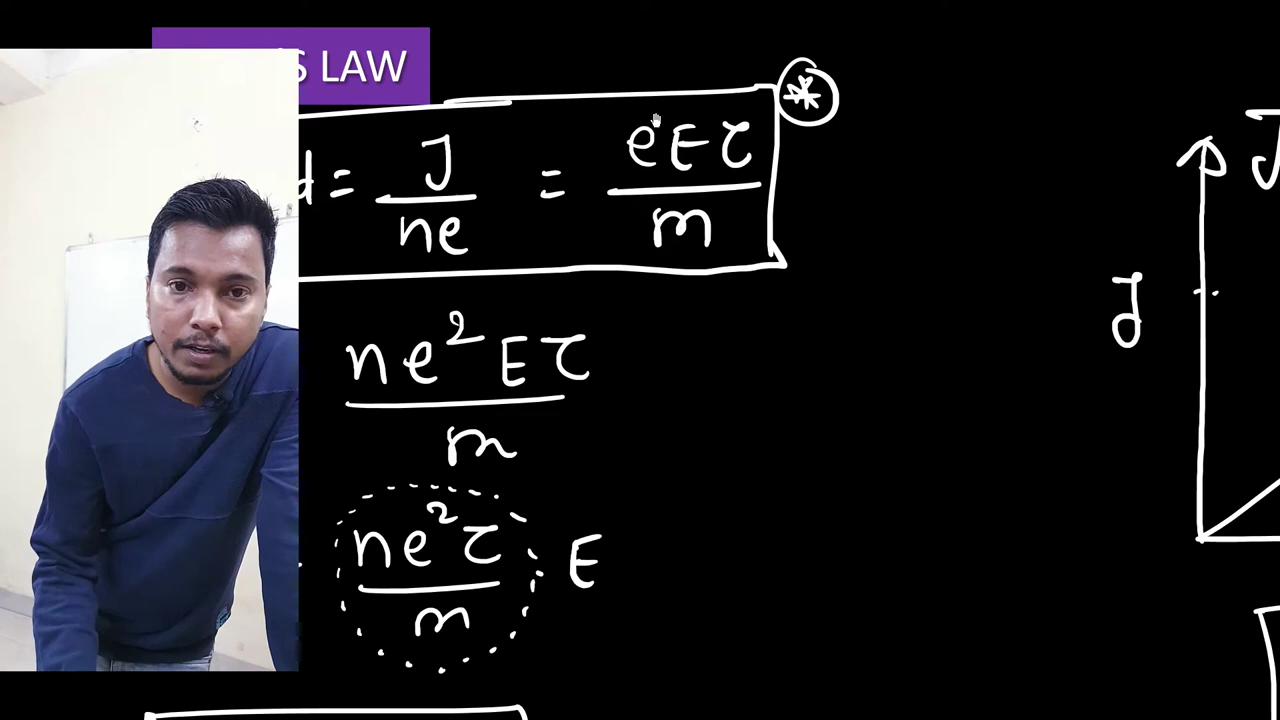 S LAW
d = J/ne = eEτ/m *
J
ne²Eτ/m
J
ne²τ/m E